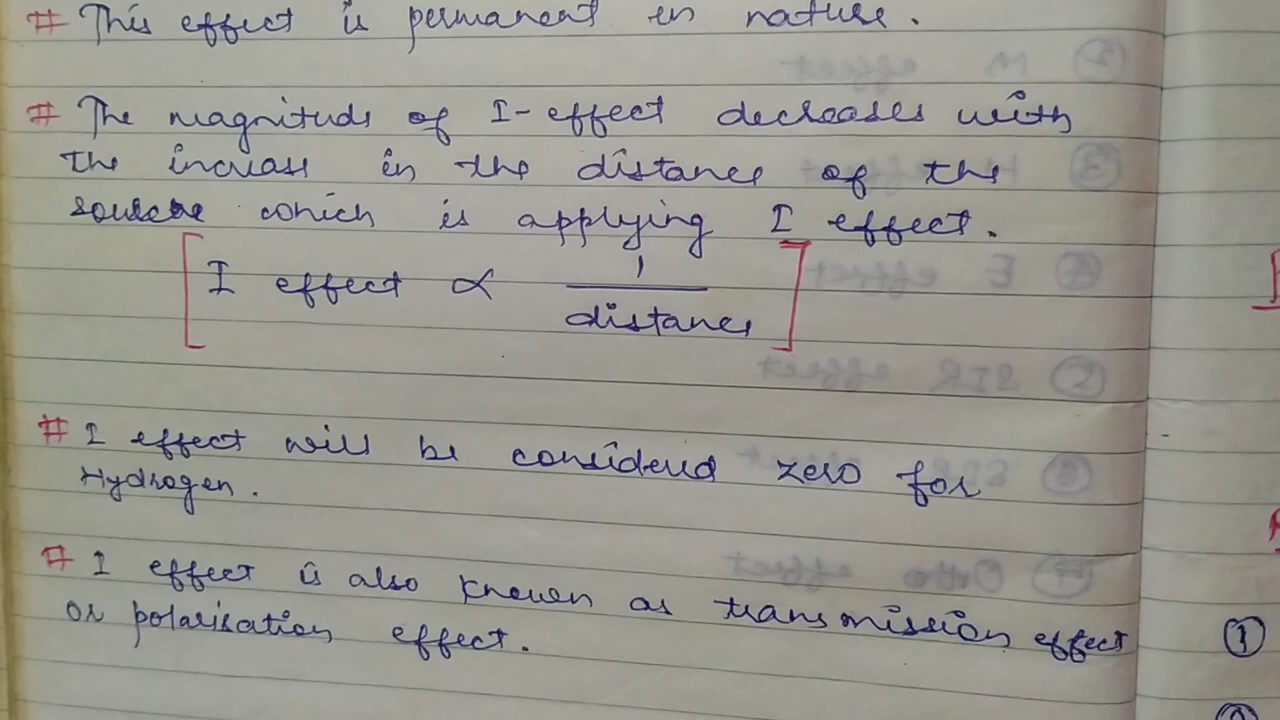 # This effect is permanent in nature.
# The magnitude of I-effect decreases with
the increase in the distance of the
source which is applying I effect.
[I effect ∝ 1/distance]
# I effect will be considered zero for
Hydrogen.
# I effect is also known as transmission effect
or polarisation effect.
①